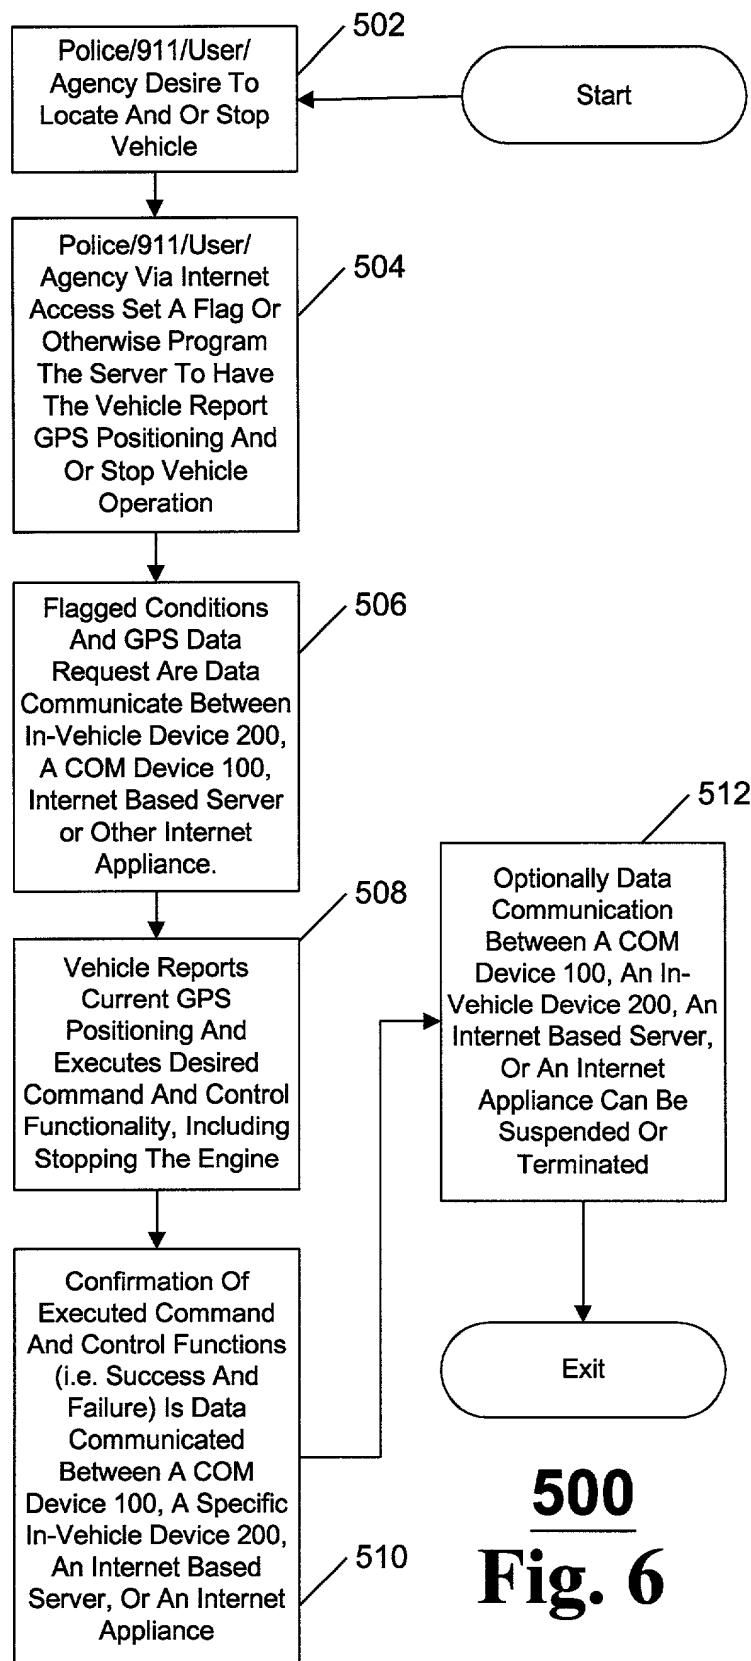 502
Police/911/User/
Agency Desire To
Locate And Or Stop
Vehicle
Start
504
Police/911/User/
Agency Via Internet
Access Set A Flag Or
Otherwise Program
The Server To Have
The Vehicle Report
GPS Positioning And
Or Stop Vehicle
Operation
506
Flagged Conditions
And GPS Data
Request Are Data
Communicate Between
In-Vehicle Device 200,
A COM Device 100,
Internet Based Server
or Other Internet
Appliance.
508
Vehicle Reports
Current GPS
Positioning And
Executes Desired
Command And Control
Functionality, Including
Stopping The Engine
510
Confirmation Of
Executed Command
And Control Functions
(i.e. Success And
Failure) Is Data
Communicated
Between A COM
Device 100, A Specific
In-Vehicle Device 200,
An Internet Based
Server, Or An Internet
Appliance
512
Optionally Data
Communication
Between A COM
Device 100, An In-
Vehicle Device 200, An
Internet Based Server,
Or An Internet
Appliance Can Be
Suspended Or
Terminated
Exit
500
Fig. 6